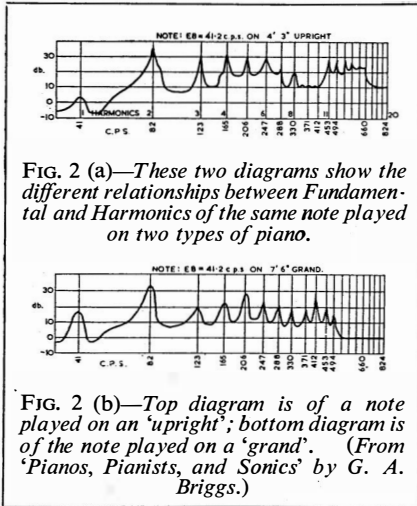 NOTE: E8 = 41·2 c.p.s. ON 4' 3" UPRIGHT
30
db. 20
10
0
-10
1 HARMONICS 2 3 4 6 8 11 20
41 82 123 165 206 247 288 330 371 412 453 494 660 824
C.P.S.
FIG. 2 (a)—These two diagrams show the
different relationships between Fundamen-
tal and Harmonics of the same note played
on two types of piano.
NOTE: E8 = 41·2 c.p.s ON 7' 6" GRAND.
30
20
db. 10
0
-10
41 82 123 165 206 247 288 330 371 412 453 494 660 824
C.P.S.
FIG. 2 (b)—Top diagram is of a note
played on an 'upright'; bottom diagram is
of the note played on a 'grand'. (From
'Pianos, Pianists, and Sonics' by G. A.
Briggs.)